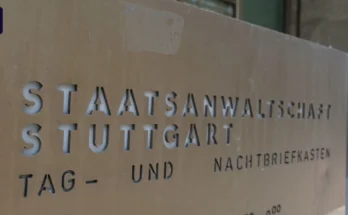 STAATSANWALTSCHAFT
STUTTGART
TAG- UND NACHTBRIEFKASTEN